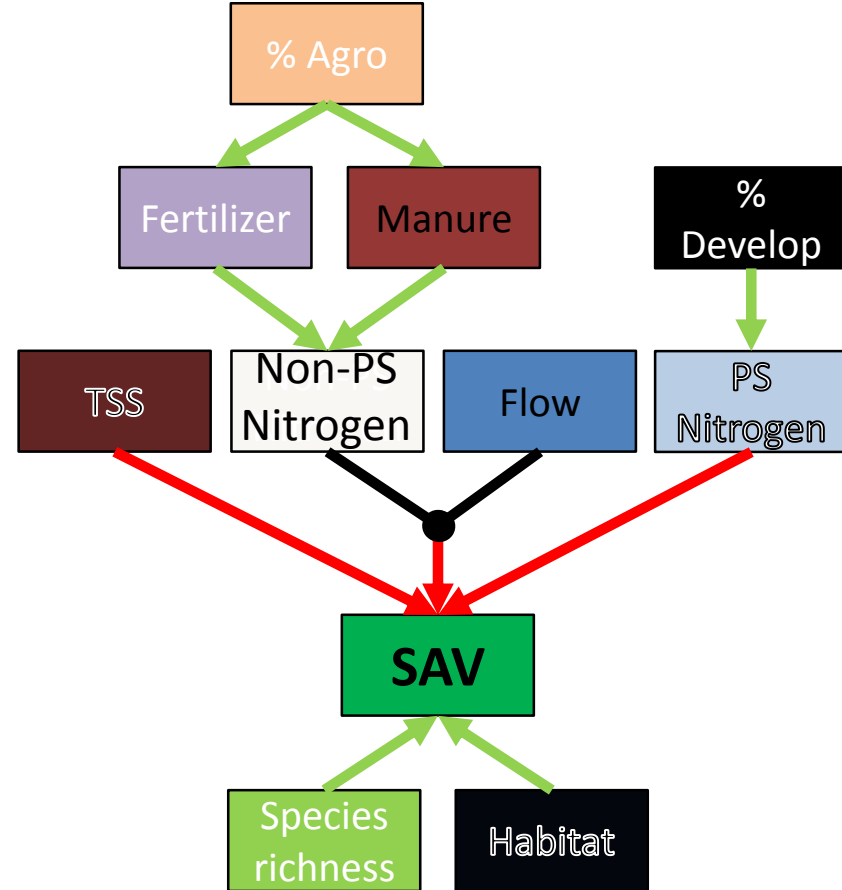 % Agro
Fertilizer
Manure
%
Develop
TSS
Non-PS
Nitrogen
Flow
PS
Nitrogen
SAV
Species
richness
Habitat